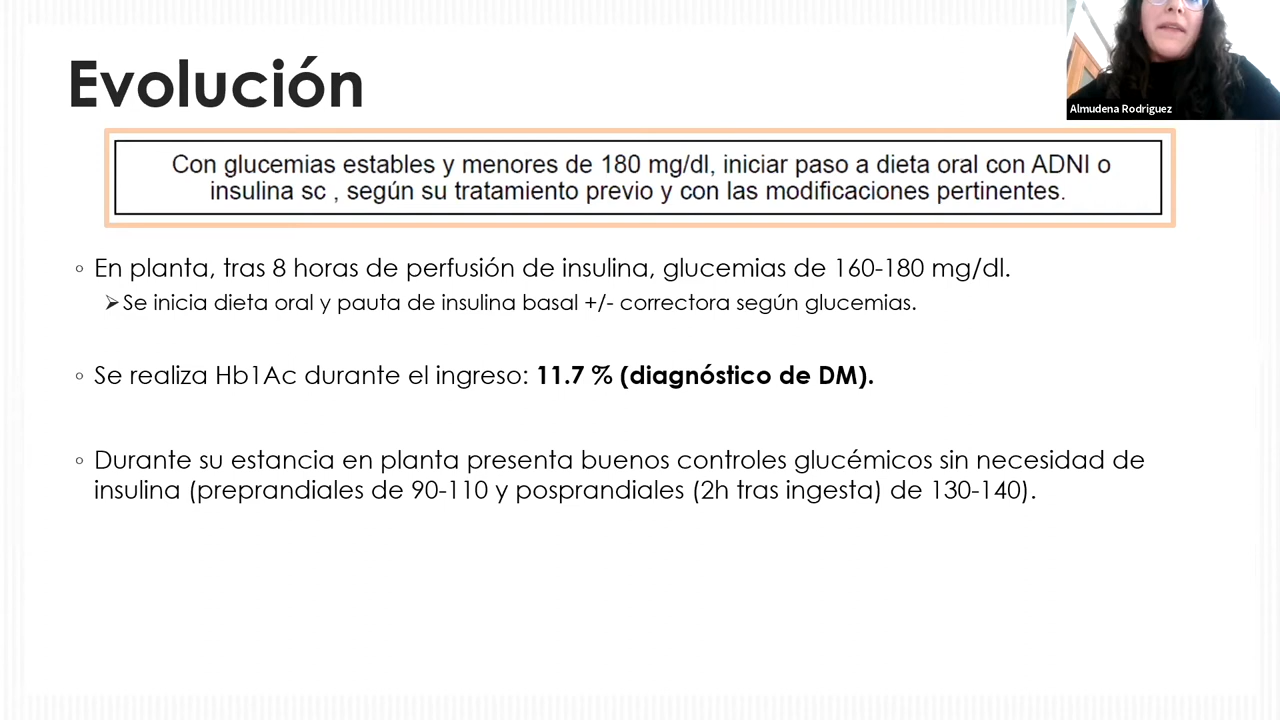 Evolución
Almudena Rodriguez
Con glucemias estables y menores de 180 mg/dl, iniciar paso a dieta oral con ADNI o
insulina sc , según su tratamiento previo y con las modificaciones pertinentes.
◦ En planta, tras 8 horas de perfusión de insulina, glucemias de 160-180 mg/dl.
➢Se inicia dieta oral y pauta de insulina basal +/- correctora según glucemias.
◦ Se realiza Hb1Ac durante el ingreso: 11.7 % (diagnóstico de DM).
◦ Durante su estancia en planta presenta buenos controles glucémicos sin necesidad de
insulina (preprandiales de 90-110 y posprandiales (2h tras ingesta) de 130-140).